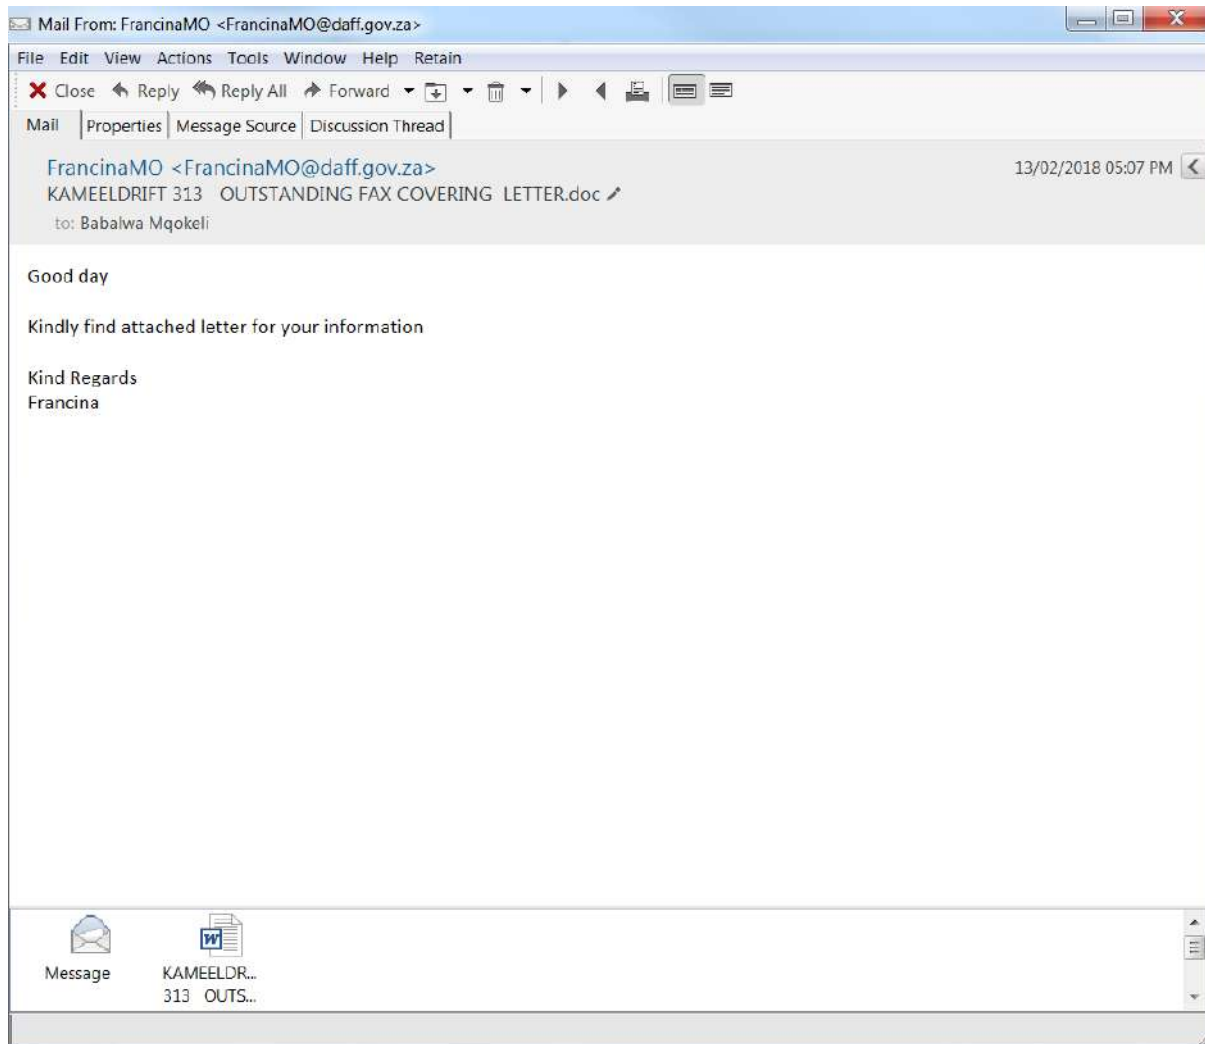 Mail From: FrancinaMO <FrancinaMO@daff.gov.za>
File Edit View Actions Tools Window Help Retain
Close Reply Reply All Forward
Mail Properties Message Source Discussion Thread
FrancinaMO <FrancinaMO@daff.gov.za> 13/02/2018 05:07 PM
KAMEELDRIFT 313 OUTSTANDING FAX COVERING LETTER.doc
to: Babalwa Mqokeli
Good day
Kindly find attached letter for your information
Kind Regards
Francina
Message KAMEELDR...
313 OUTS...